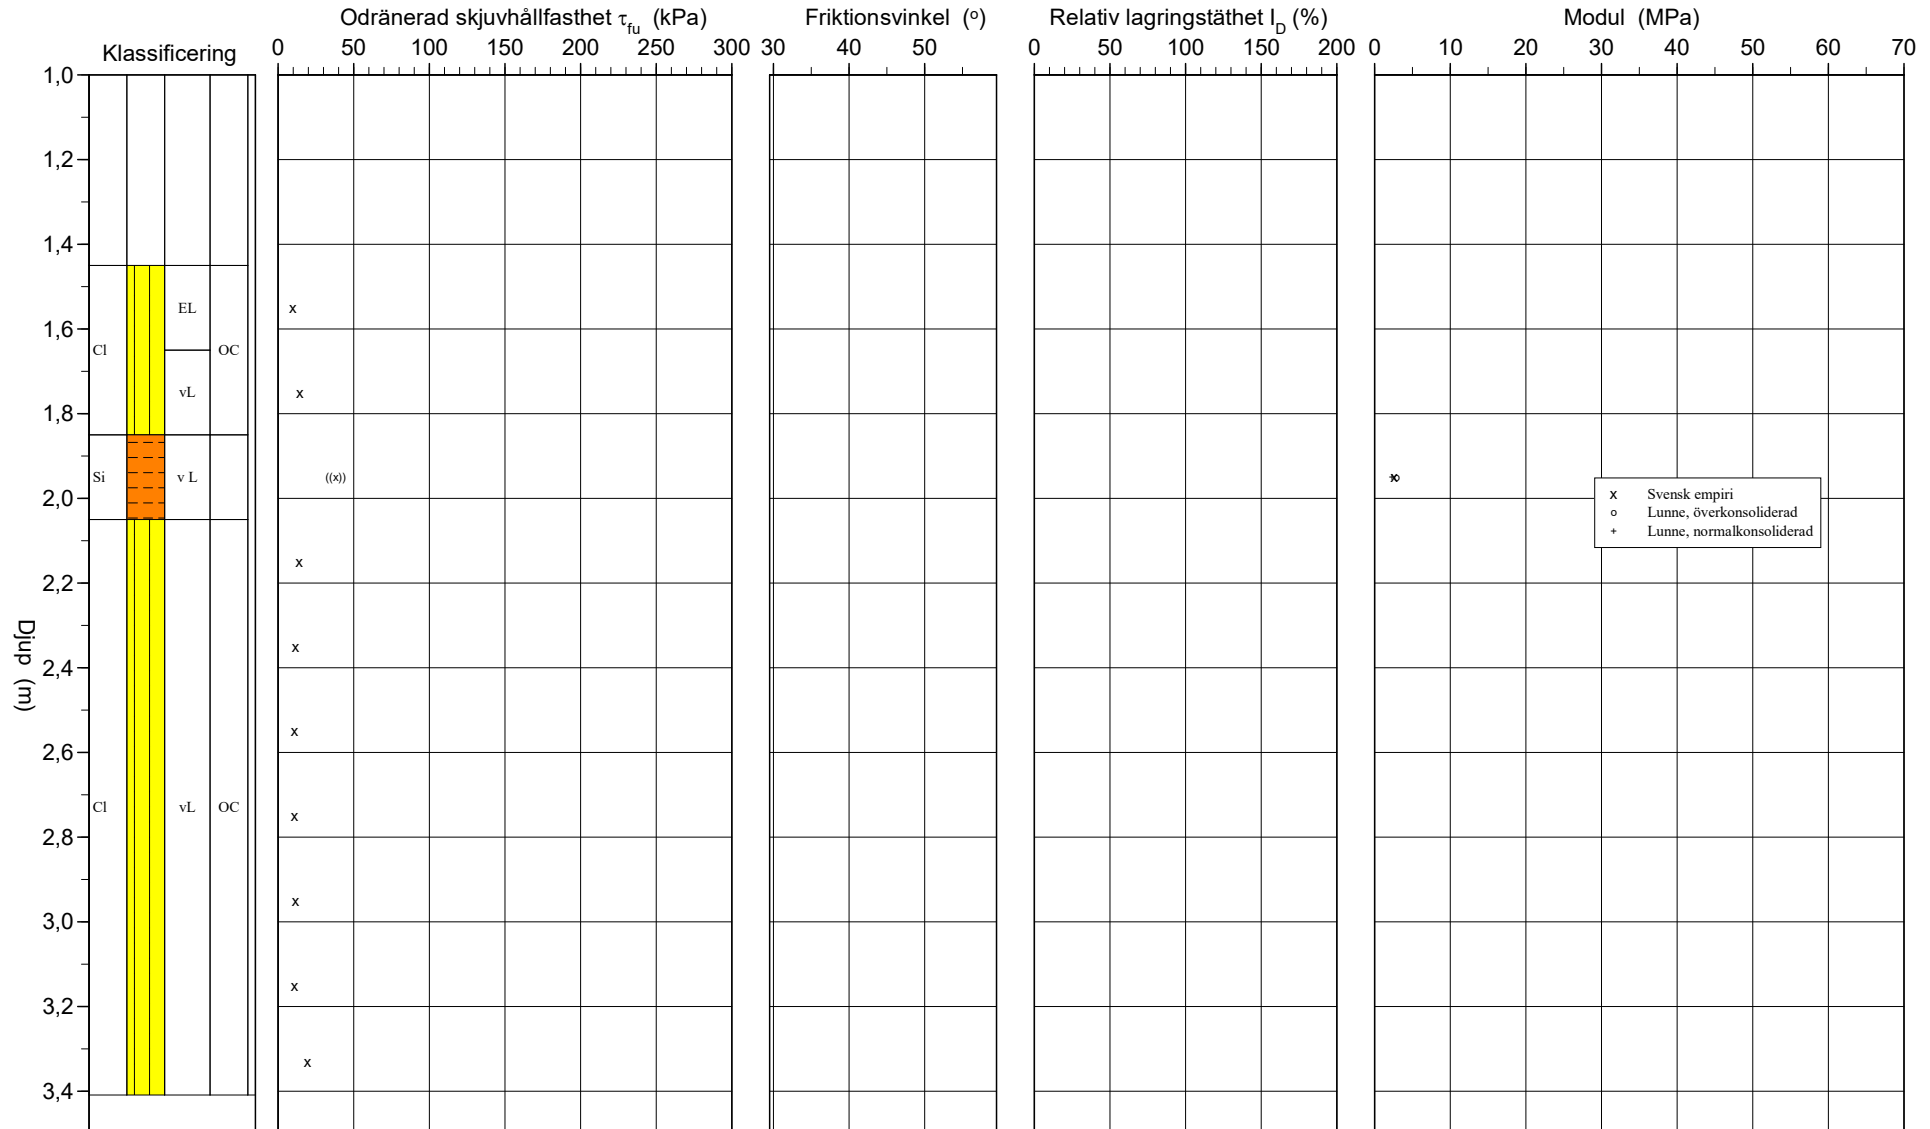 Klassificering
Odränerad skjuvhållfasthet τfu (kPa)
0 50 100 150 200 250 300
Friktionsvinkel (o)
30 40 50
Relativ lagringstäthet ID (%)
0 50 100 150 200
Modul (MPa)
0 10 20 30 40 50 60 70
Djup (m)
1,0
1,2
1,4
1,6
1,8
2,0
2,2
2,4
2,6
2,8
3,0
3,2
3,4
Cl
EL
vL
OC
Si
v L
Cl
vL
OC
x
x
((x))
x
x
x
x
x
x
x
x Svensk empiri
o Lunne, överkonsoliderad
+ Lunne, normalkonsoliderad